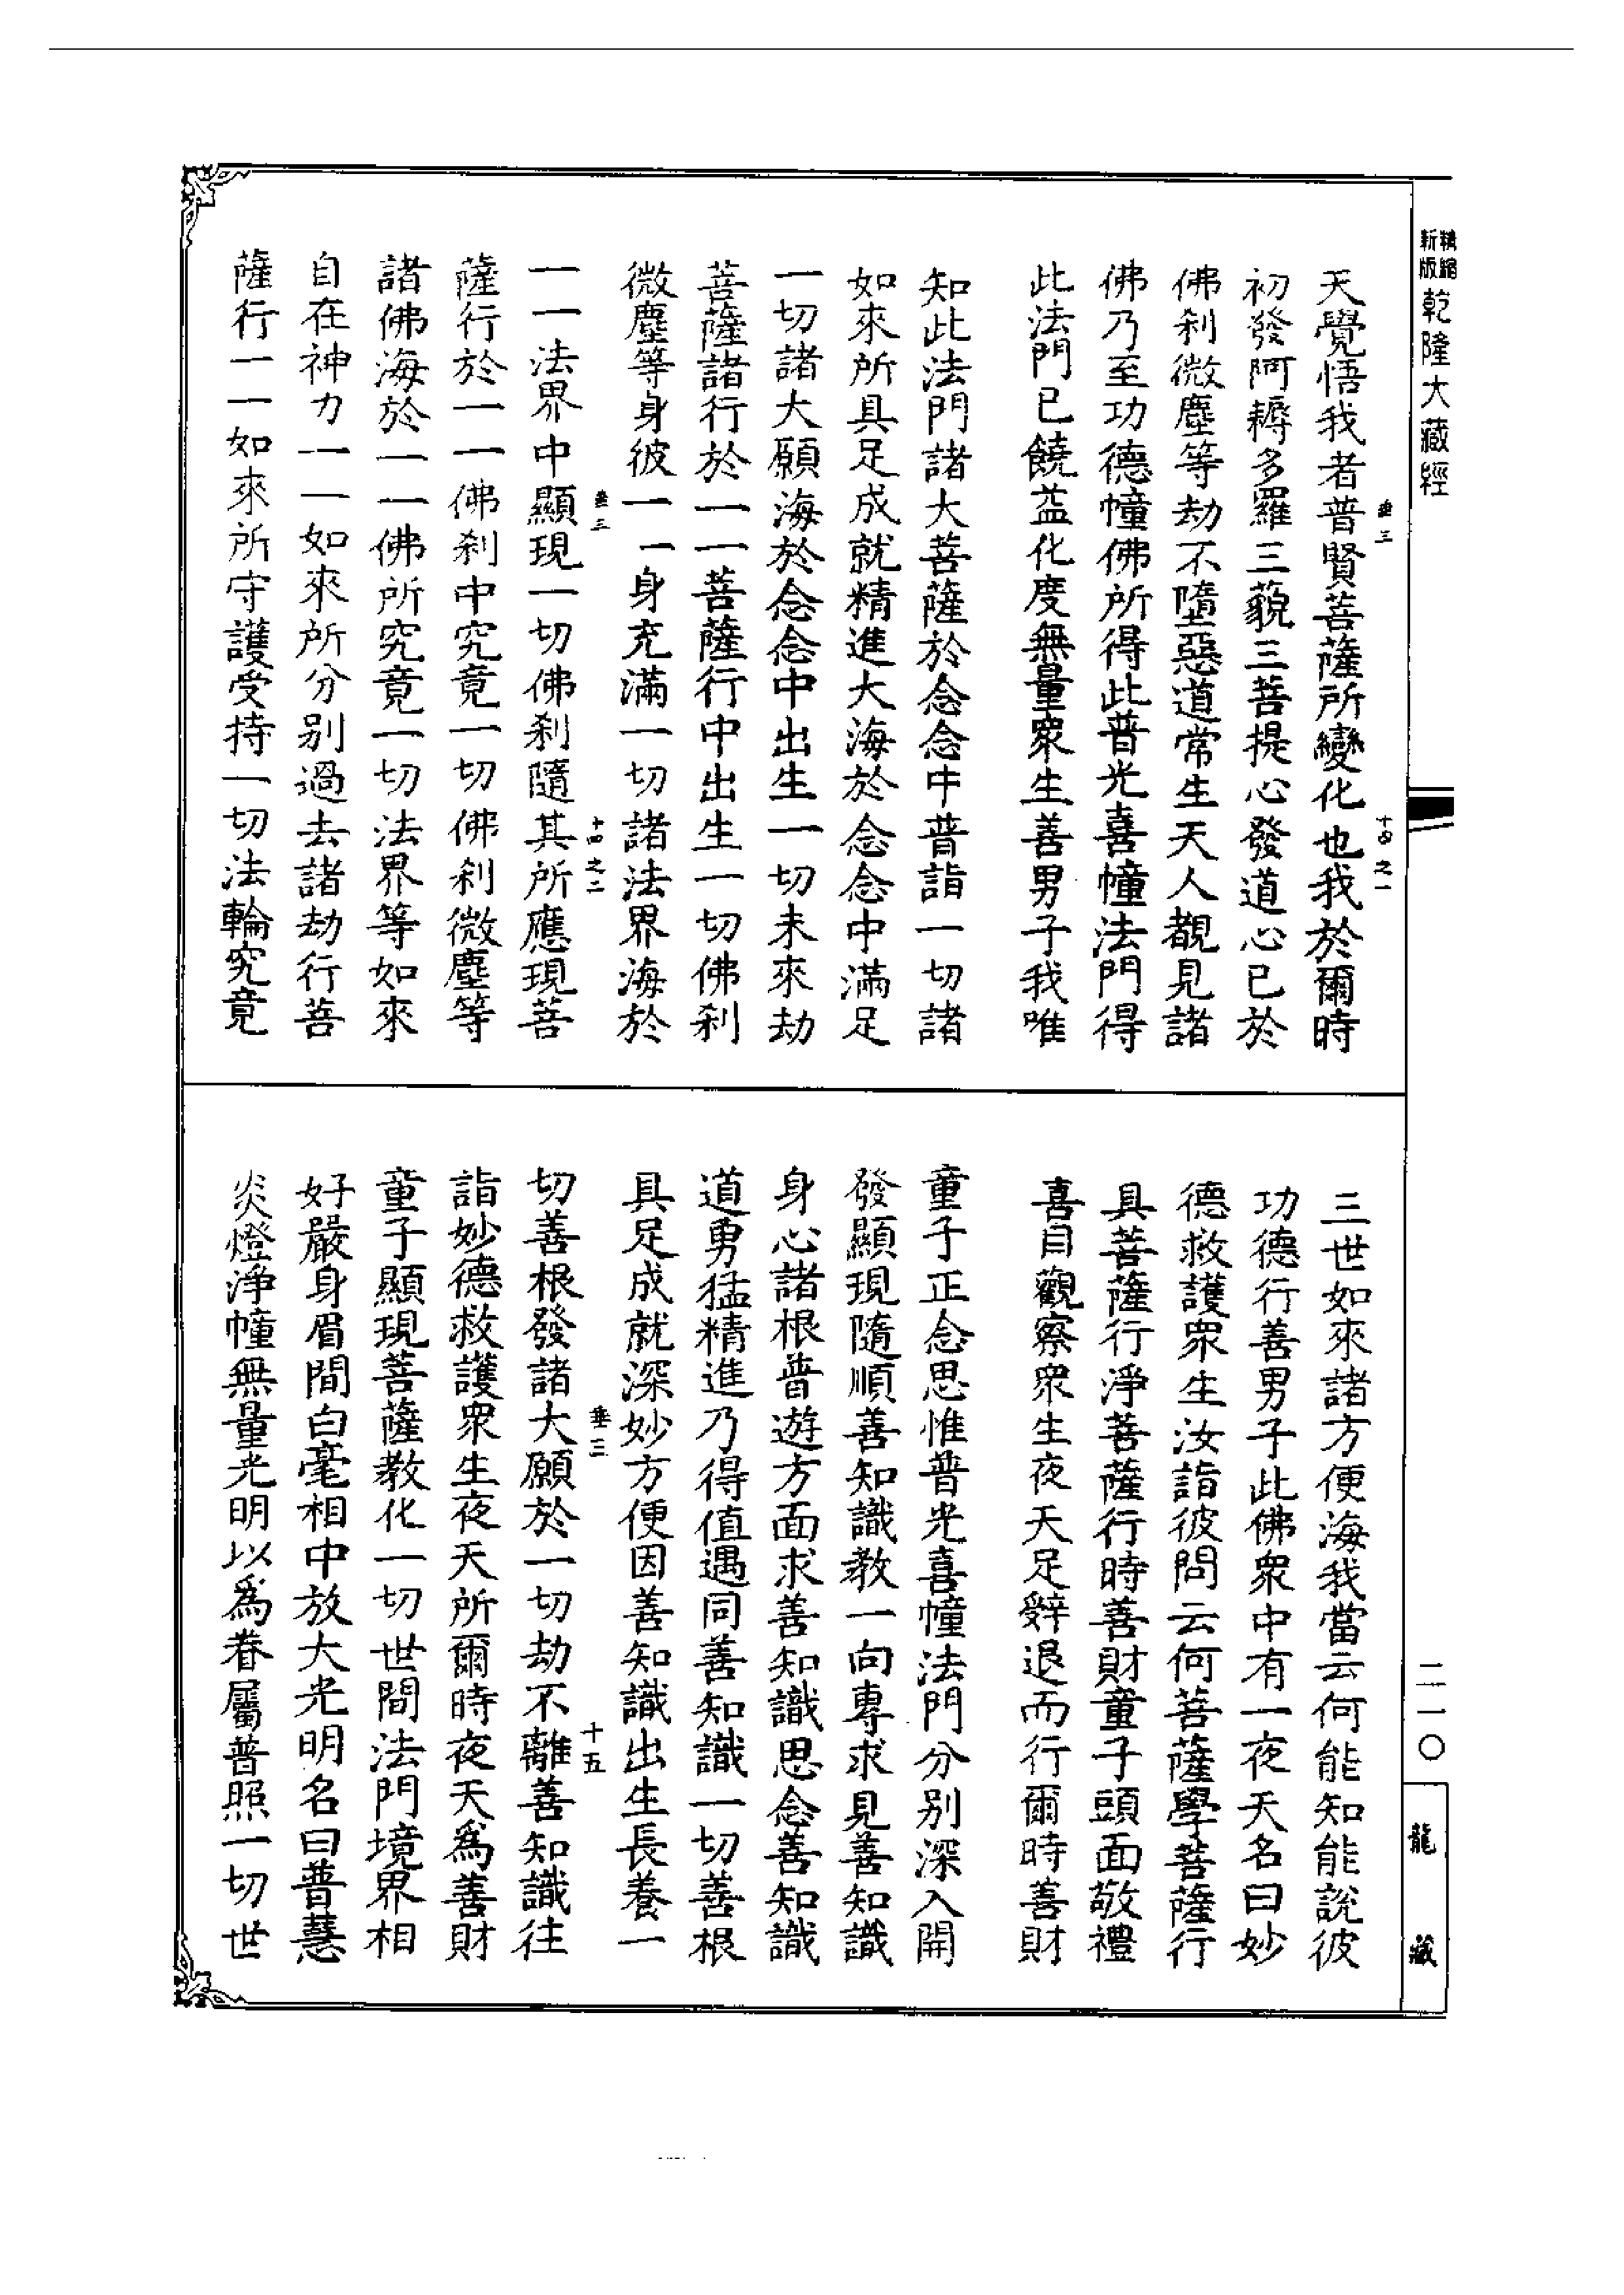 精縮新版乾隆大藏經
垂三
十四之一
天覺悟我者普賢菩薩所變化也我於爾時
初發阿耨多羅三藐三菩提心發道心已於
佛刹微塵等劫不墮惡道常生天人覩見諸
佛乃至功德幢佛所得此普光喜幢法門得
此法門已饒益化度無量衆生善男子我唯
知此法門諸大菩薩於念念中普詣一切諸
如來所具足成就精進大海於念念中滿足
一切諸大願海於念念中出生一切未來劫
菩薩諸行於一一菩薩行中出生一切佛刹
微塵等身彼一一身充滿一切諸法界海於
垂三
十四之二
一一法界中顯現一切佛刹隨其所應現菩
薩行於一一佛刹中究竟一切佛刹微塵等
諸佛海於一一佛所究竟一切法界等如來
自在神力一一如來所分別過去諸劫行菩
薩行一一如來所守護受持一切法輪究竟
三世如來諸方便海我當云何能知能說彼
功德行善男子此佛衆中有一夜天名曰妙
德救護衆生汝詣彼問云何菩薩學菩薩行
具菩薩行淨菩薩行時善財童子頭面敬禮
喜目觀察衆生夜天足辤退而行爾時善財
童子正念思惟普光喜幢法門分別深入開
發顯現隨順善知識教一向專求見善知識
身心諸根普遊方面求善知識思念善知識
道勇猛精進乃得值遇同善知識一切善根
具足成就深妙方便因善知識出生長養一
垂三
十五
切善根發諸大願於一切劫不離善知識往
詣妙德救護衆生夜天所爾時夜天爲善財
童子顯現菩薩教化一切世間法門境界相
好嚴身眉間白毫相中放大光明名曰普慧
炎燈淨幢無量光明以爲眷屬普照一切世
二一〇
龍藏